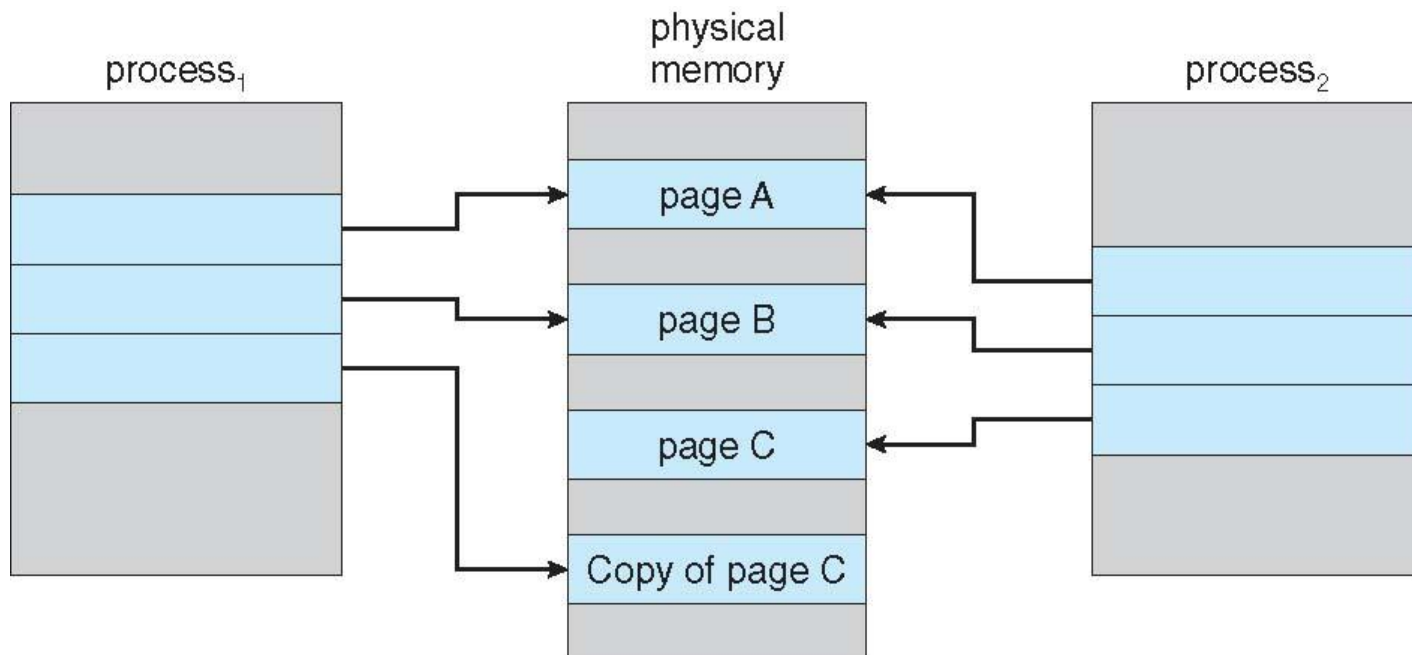 process₁
physical
memory
process₂
page A
page B
page C
Copy of page C